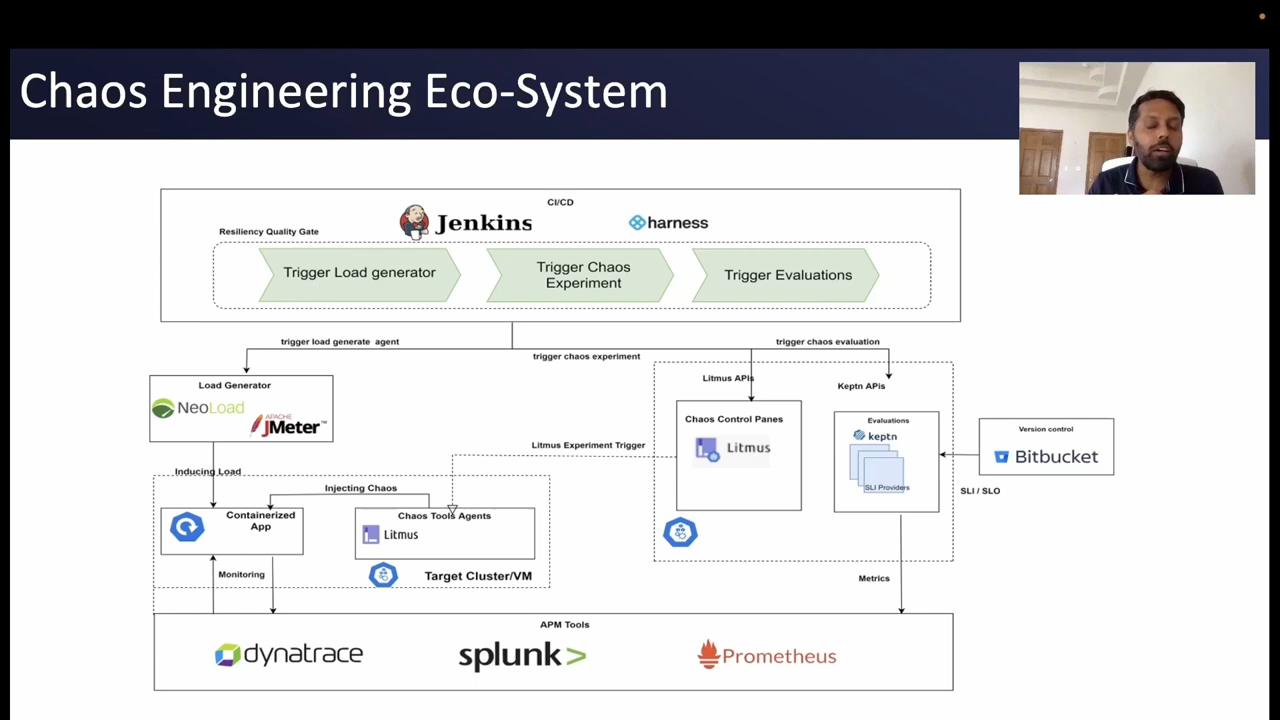 Chaos Engineering Eco-System
CI/CD
Jenkins
harness
Resiliency Quality Gate
Trigger Load generator
Trigger Chaos
Experiment
Trigger Evaluations
trigger load generate agent
trigger chaos experiment
trigger chaos evaluation
Load Generator
NeoLoad
APACHE
JMeter™
Litmus APIs
Keptn APIs
Chaos Control Panes
Litmus
Evaluations
keptn
SLI Providers
Version control
Bitbucket
SLI / SLO
Litmus Experiment Trigger
Inducing Load
Injecting Chaos
Containerized
App
Chaos Tools Agents
Litmus
Target Cluster/VM
Monitoring
Metrics
APM Tools
dynatrace
splunk>
Prometheus